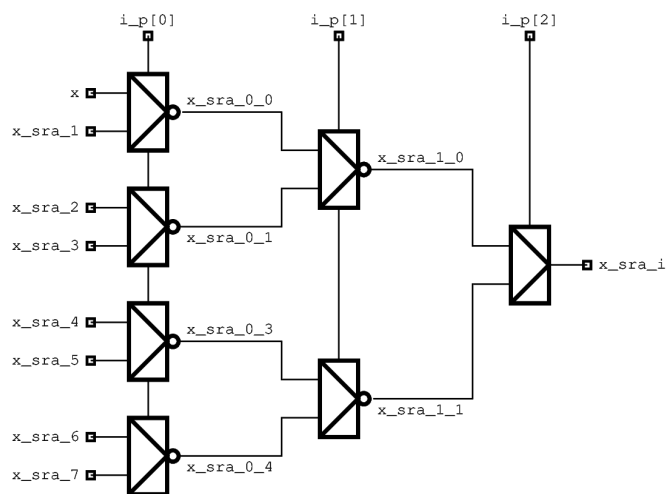 i_p[0]
i_p[1]
i_p[2]
x
x_sra_0_0
x_sra_1
x_sra_1_0
x_sra_2
x_sra_0_1
x_sra_3
x_sra_i
x_sra_4
x_sra_0_3
x_sra_5
x_sra_1_1
x_sra_6
x_sra_0_4
x_sra_7